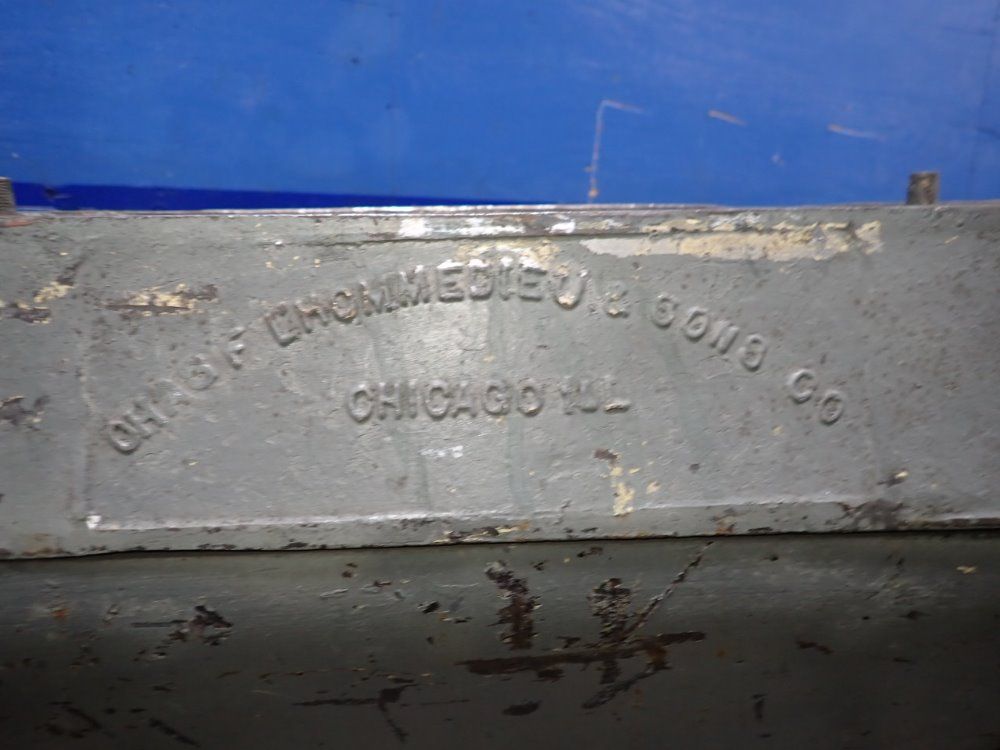 CHAS F LHOMMEDIEU & SONS CO
CHICAGO ILL